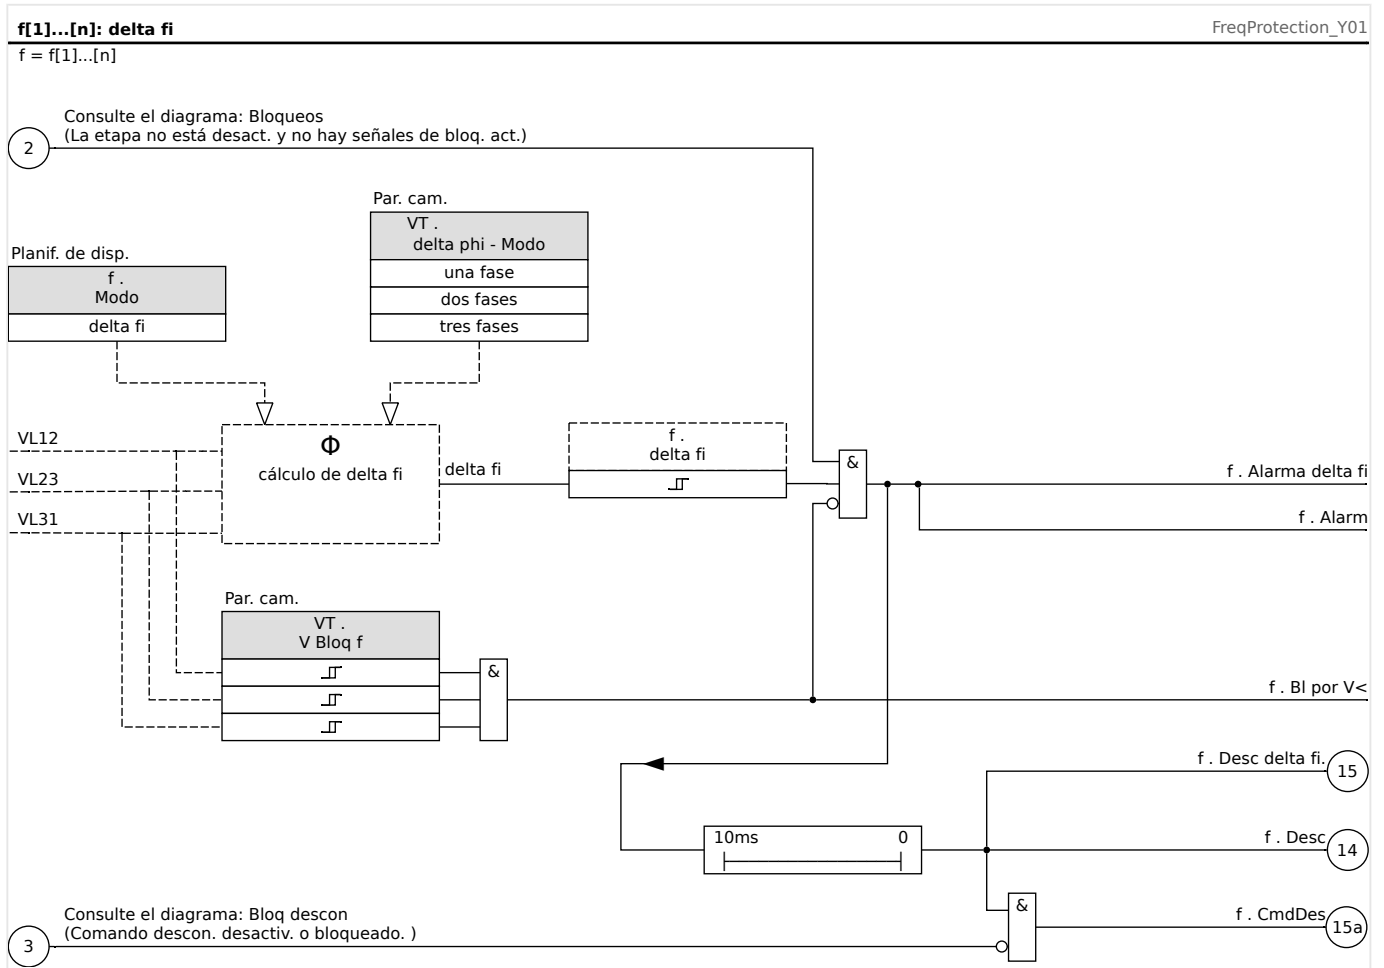 f[1]...[n]: delta fi
FreqProtection_Y01
f = f[1]...[n]
Consulte el diagrama: Bloqueos
(La etapa no está desact. y no hay señales de bloq. act.)
2
Par. cam.
VT .
delta phi - Modo
una fase
dos fases
tres fases
Planif. de disp.
f .
Modo
delta fi
VL12
VL23
VL31
Φ
cálculo de delta fi
delta fi
f .
delta fi
&
f . Alarma delta fi
f . Alarm
Par. cam.
VT .
V Bloq f
&
f . Bl por V<
f . Desc delta fi.
15
10ms
0
f . Desc
14
Consulte el diagrama: Bloq descon
(Comando descon. desactiv. o bloqueado. )
3
&
f . CmdDes
15a